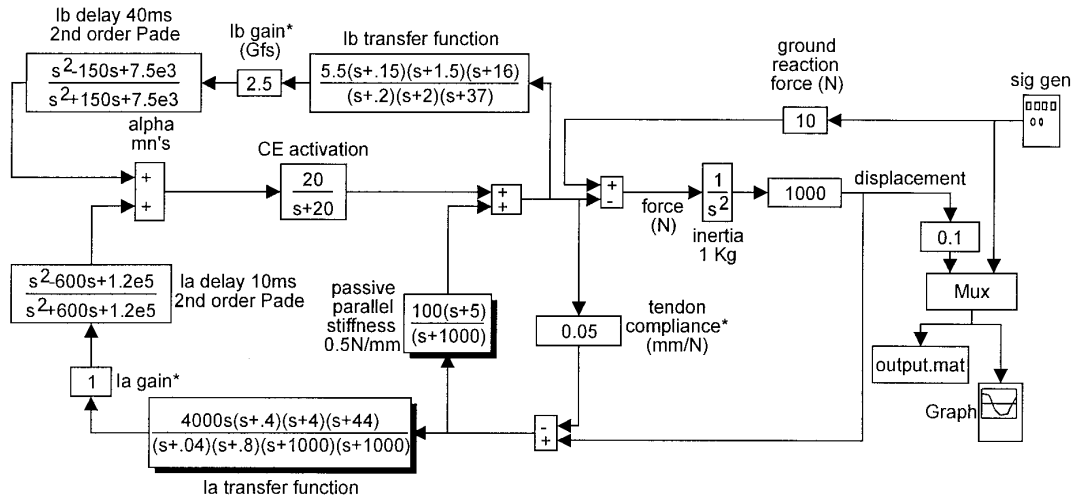 Ib delay 40ms
2nd order Pade
s2-150s+7.5e3
s2+150s+7.5e3
Ib gain*
(Gfs)
2.5
Ib transfer function
5.5(s+.15)(s+1.5)(s+16)
(s+.2)(s+2)(s+37)
ground
reaction
force (N)
10
sig gen
alpha
mn's
+
+
CE activation
20
s+20
+
+
+
-
force
(N)
1
s2
inertia
1 Kg
1000
displacement
0.1
Mux
output.mat
Graph
s2-600s+1.2e5
s2+600s+1.2e5
Ia delay 10ms
2nd order Pade
passive
parallel
stiffness
0.5N/mm
100(s+5)
(s+1000)
0.05
tendon
compliance*
(mm/N)
1
Ia gain*
4000s(s+.4)(s+4)(s+44)
(s+.04)(s+.8)(s+1000)(s+1000)
Ia transfer function
-
+